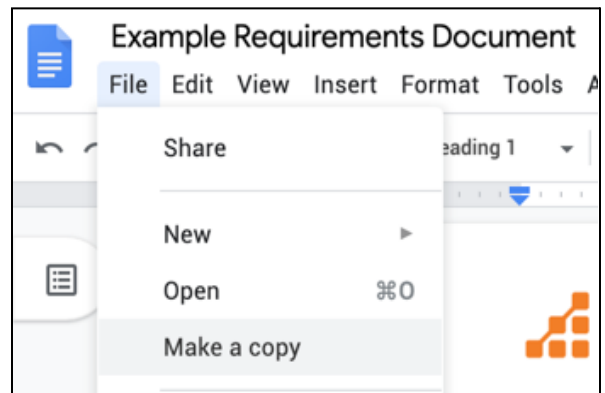 Example Requirements Document
File Edit View Insert Format Tools A
Share
eading 1
New
Open ⌘O
Make a copy